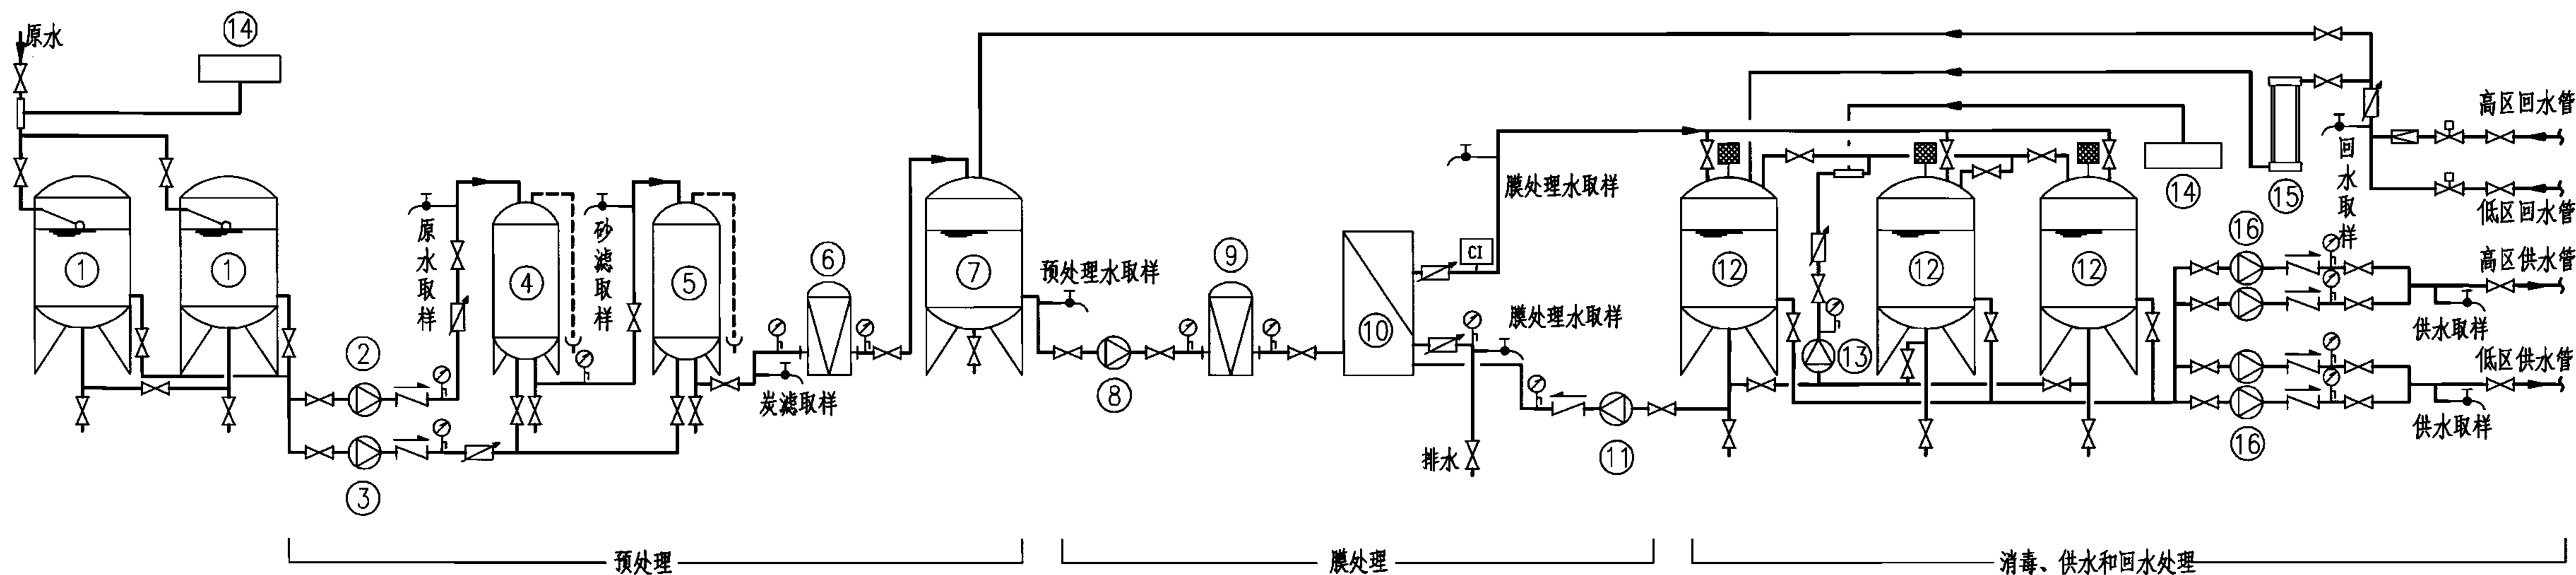 原水
⑭
高区回水管
回水取样
低区回水管
膜处理水取样
⑭
⑮
原水取样
砂滤取样
①
①
④
⑤
⑥
⑦
预处理水取样
⑨
CI
⑩
膜处理水取样
⑫
⑫
⑫
⑯
高区供水管
供水取样
②
⑧
⑬
低区供水管
炭滤取样
供水取样
③
排水
⑪
⑯
预处理
膜处理
消毒、供水和回水处理